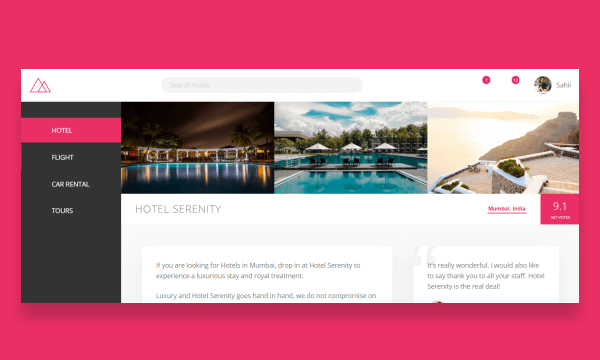 Search hotels
Sahil
HOTEL
FLIGHT
CAR RENTAL
TOURS
HOTEL SERENITY
Mumbai, India
9.1
If you are looking for Hotels in Mumbai, drop in at Hotel Serenity to
experience a luxurious stay and royal treatment.
Luxury and Hotel Serenity goes hand in hand, we do not compromise on
“
It's really wonderful. I would also like
to say thank you to all your staff. Hotel
Serenity is the real deal!